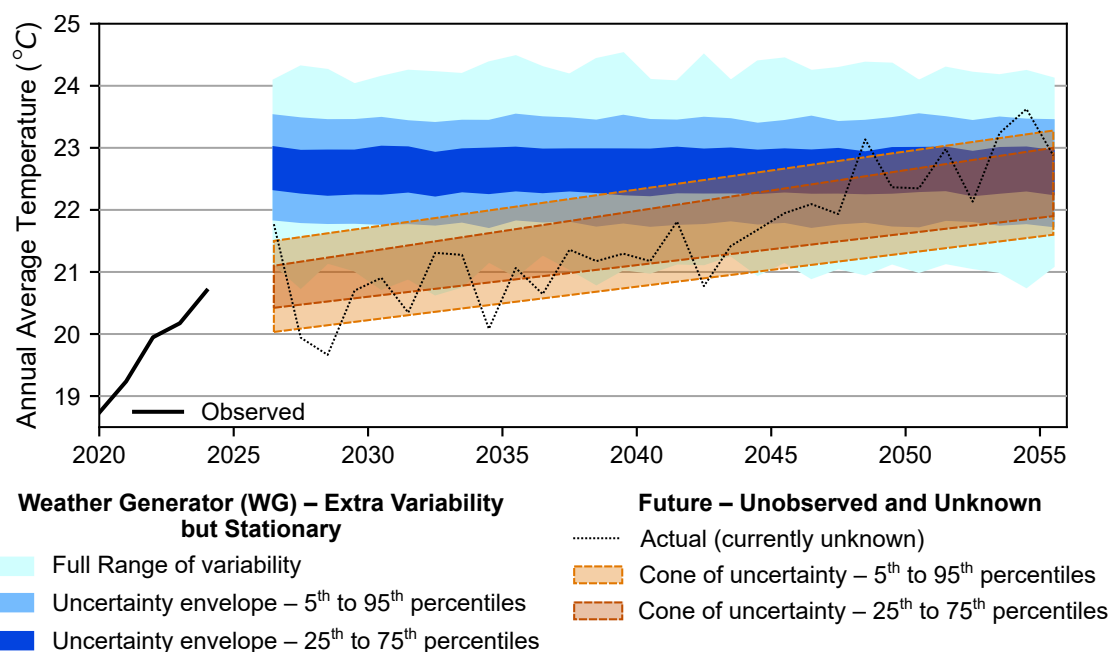 Annual Average Temperature (°C)
25
24
23
22
21
20
19
Observed
2020 2025 2030 2035 2040 2045 2050 2055
Weather Generator (WG) – Extra Variability
but Stationary
Full Range of variability
Uncertainty envelope – 5th to 95th percentiles
Uncertainty envelope – 25th to 75th percentiles
Future – Unobserved and Unknown
Actual (currently unknown)
Cone of uncertainty – 5th to 95th percentiles
Cone of uncertainty – 25th to 75th percentiles